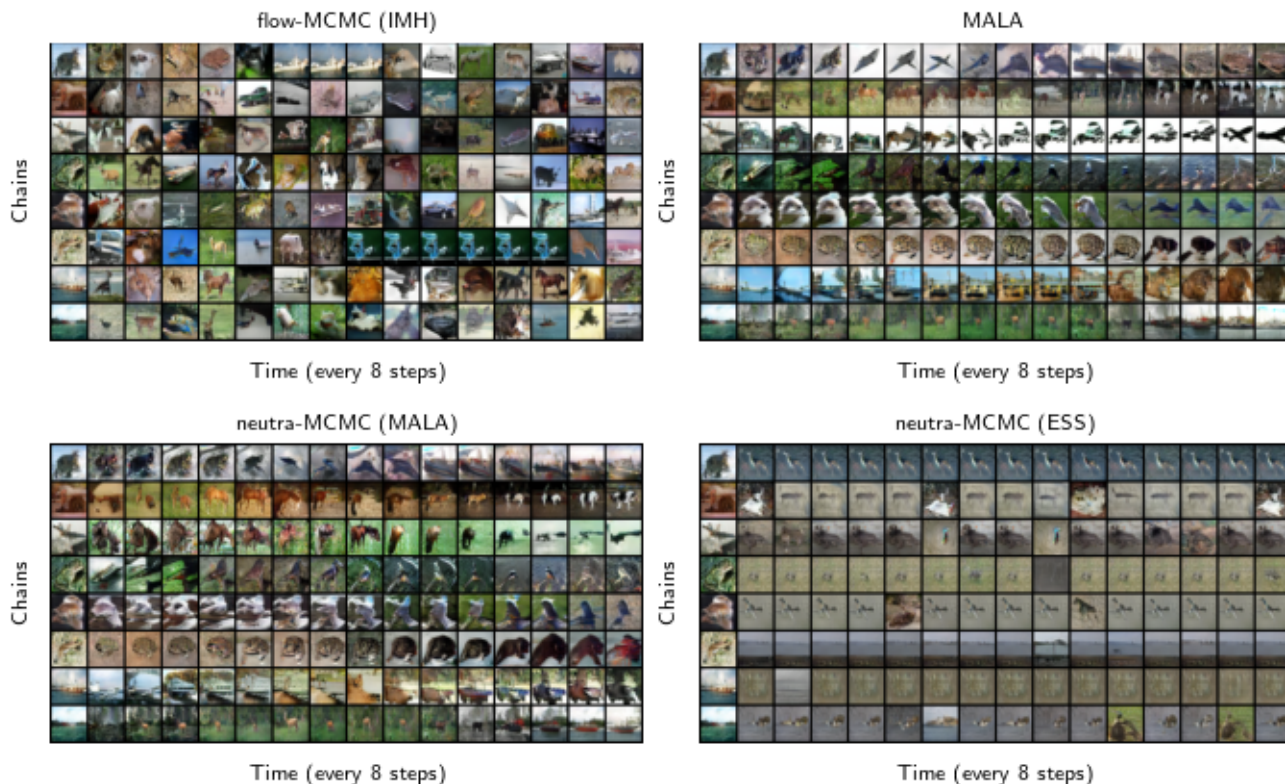 flow-MCMC (IMH)
Chains
Time (every 8 steps)
MALA
Chains
Time (every 8 steps)
neutra-MCMC (MALA)
Chains
Time (every 8 steps)
neutra-MCMC (ESS)
Chains
Time (every 8 steps)